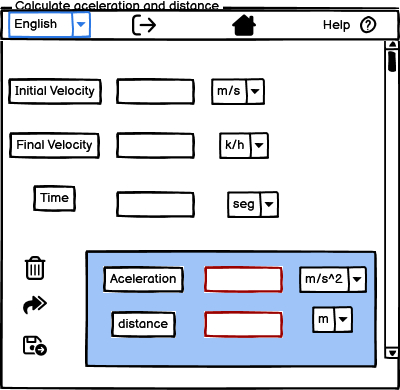 Calculate aceleration and distance
English
Help ?
Initial Velocity
m/s
Final Velocity
k/h
Time
seg
Aceleration
m/s^2
distance
m